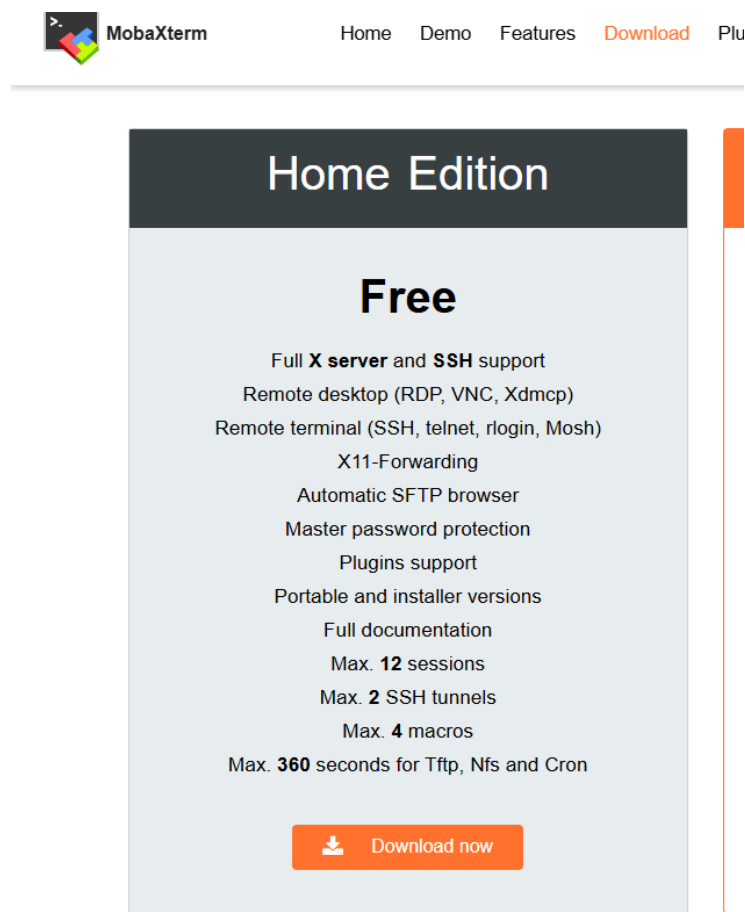 >_
MobaXterm
Home Demo Features Download Plu
Home Edition
Free
Full X server and SSH support
Remote desktop (RDP, VNC, Xdmcp)
Remote terminal (SSH, telnet, rlogin, Mosh)
X11-Forwarding
Automatic SFTP browser
Master password protection
Plugins support
Portable and installer versions
Full documentation
Max. 12 sessions
Max. 2 SSH tunnels
Max. 4 macros
Max. 360 seconds for Tftp, Nfs and Cron
Download now